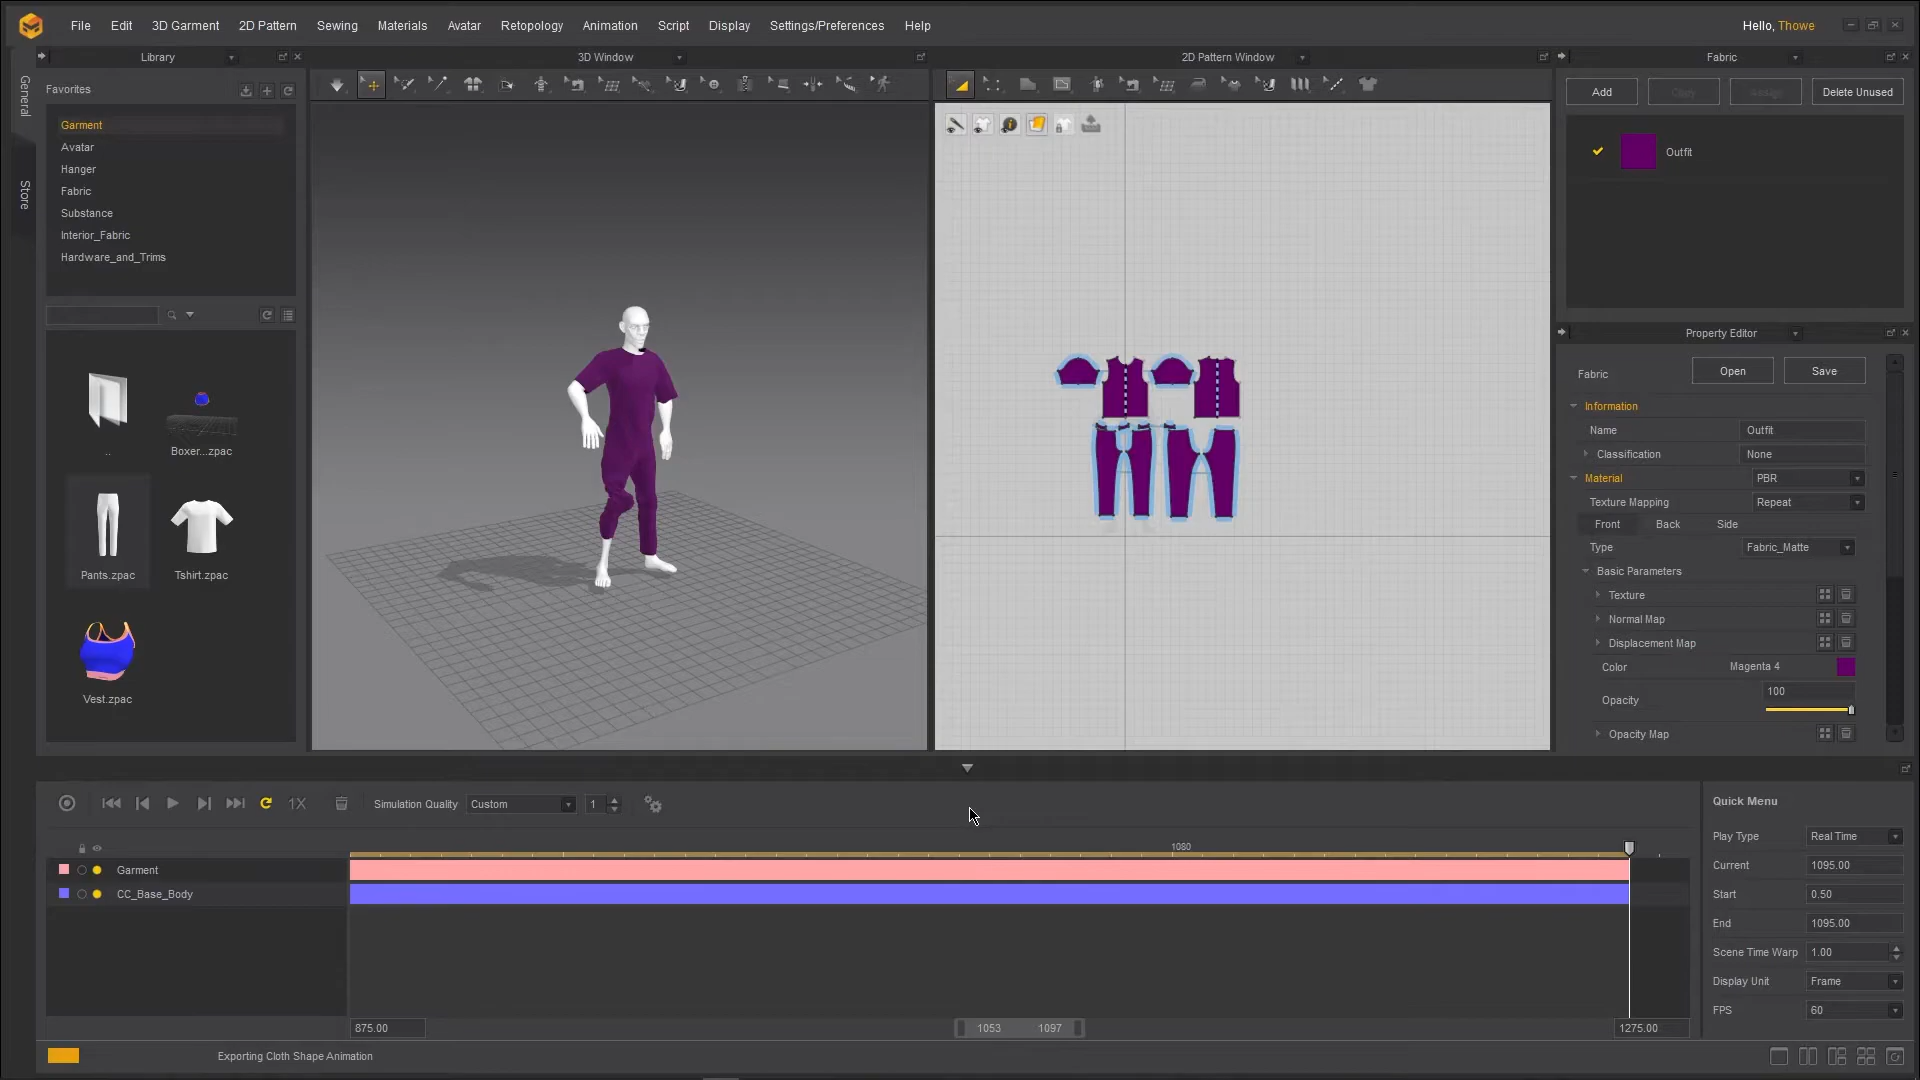 File Edit 3D Garment 2D Pattern Sewing Materials Avatar Retopology Animation Script Display Settings/Preferences Help
Hello, Thowe
Library
3D Window
2D Pattern Window
Fabric
General
Store
Favorites
Garment
Avatar
Hanger
Fabric
Substance
Interior_Fabric
Hardware_and_Trims
..
Boxer...zpac
Pants.zpac
Tshirt.zpac
Vest.zpac
Add Copy Assign Delete Unused
Outfit
Property Editor
Fabric Open Save
Information
Name Outfit
Classification None
Material PBR
Texture Mapping Repeat
Front Back Side
Type Fabric_Matte
Basic Parameters
Texture
Normal Map
Displacement Map
Color Magenta 4
Opacity 100
Opacity Map
1X
Simulation Quality Custom 1
1080
Garment
CC_Base_Body
875.00 1053 1097 1275.00
Quick Menu
Play Type Real Time
Current 1095.00
Start 0.50
End 1095.00
Scene Time Warp 1.00
Display Unit Frame
FPS 60
Exporting Cloth Shape Animation